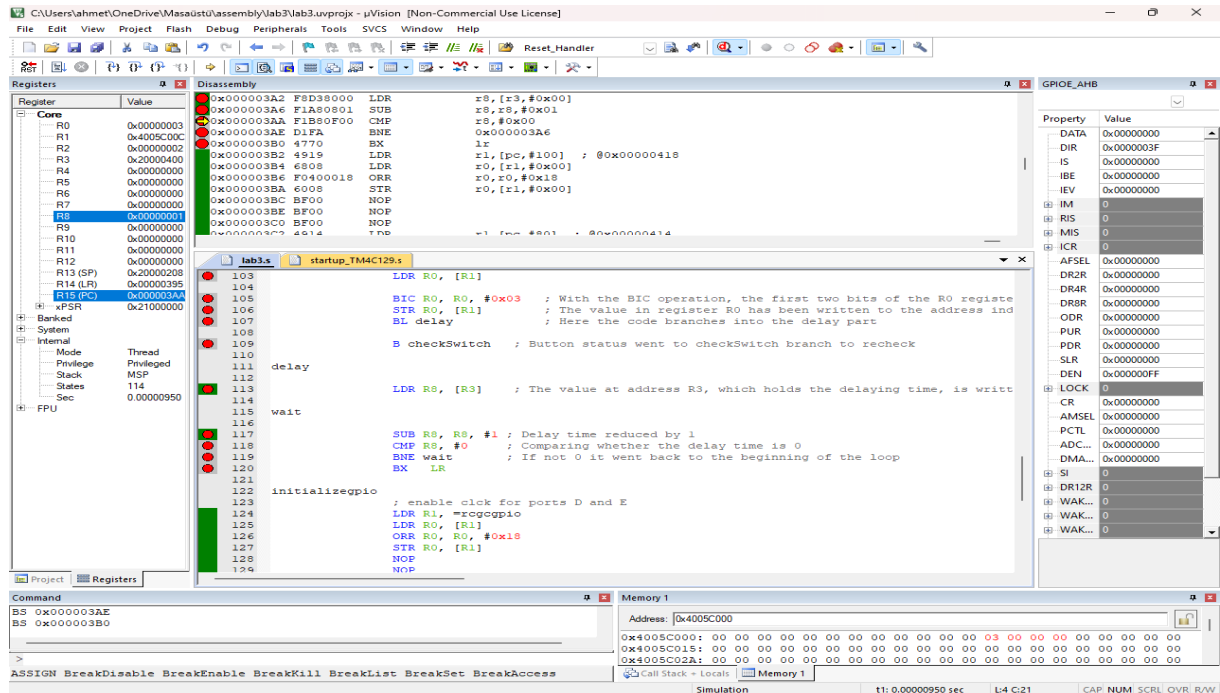 C:\Users\ahmet\OneDrive\Masaüstü\assembly\lab3\lab3.uvprojx - µVision [Non-Commercial Use License]
File Edit View Project Flash Debug Peripherals Tools SVCS Window Help
Reset_Handler
RST
Registers
Register Value
Core
R0 0x00000003
R1 0x4005C00C
R2 0x00000002
R3 0x20000400
R4 0x00000000
R5 0x00000000
R6 0x00000000
R7 0x00000000
R8 0x00000001
R9 0x00000000
R10 0x00000000
R11 0x00000000
R12 0x00000000
R13 (SP) 0x20000208
R14 (LR) 0x00000395
R15 (PC) 0x000003AA
xPSR 0x21000000
Banked
System
Internal
Mode Thread
Privilege Privileged
Stack MSP
States 114
Sec 0.00000950
FPU
Project Registers
Disassembly
0x000003A2 F8D38000 LDR r8,[r3,#0x00]
0x000003A6 F1A80801 SUB r8,r8,#0x01
0x000003AA F1B80F00 CMP r8,#0x00
0x000003AE D1FA BNE 0x000003A6
0x000003B0 4770 BX lr
0x000003B2 4919 LDR r1,[pc,#100] ; @0x00000418
0x000003B4 6808 LDR r0,[r1,#0x00]
0x000003B6 F0400018 ORR r0,r0,#0x18
0x000003BA 6008 STR r0,[r1,#0x00]
0x000003BC BF00 NOP
0x000003BE BF00 NOP
0x000003C0 BF00 NOP
0x000003C2 4914 LDR r1,[pc,#80] ; @0x00000414
lab3.s startup_TM4C129.s
103 LDR R0, [R1]
104
105 BIC R0, R0, #0x03 ; With the BIC operation, the first two bits of the R0 registe
106 STR R0, [R1] ; The value in register R0 has been written to the address ind
107 BL delay ; Here the code branches into the delay part
108
109 B checkSwitch ; Button status went to checkSwitch branch to recheck
110
111 delay
112
113 LDR R8, [R3] ; The value at address R3, which holds the delaying time, is writt
114
115 wait
116
117 SUB R8, R8, #1 ; Delay time reduced by 1
118 CMP R8, #0 ; Comparing whether the delay time is 0
119 BNE wait ; If not 0 it went back to the beginning of the loop
120 BX LR
121
122 initializegpio
123 ; enable clck for ports D and E
124 LDR R1, =rcgcgpio
125 LDR R0, [R1]
126 ORR R0, R0, #0x18
127 STR R0, [R1]
128 NOP
129 NOP
GPIOE_AHB
Property Value
DATA 0x00000000
DIR 0x0000003F
IS 0x00000000
IBE 0x00000000
IEV 0x00000000
IM 0
RIS 0
MIS 0
ICR 0
AFSEL 0x00000000
DR2R 0x00000000
DR4R 0x00000000
DR8R 0x00000000
ODR 0x00000000
PUR 0x00000000
PDR 0x00000000
SLR 0x00000000
DEN 0x000000FF
LOCK 0
CR 0x00000000
AMSEL 0x00000000
PCTL 0x00000000
ADC... 0x00000000
DMA... 0x00000000
SI 0
DR12R 0
WAK... 0
WAK... 0
WAK... 0
WAK... 0
Command
BS 0x000003AE
BS 0x000003B0
>
ASSIGN BreakDisable BreakEnable BreakKill BreakList BreakSet BreakAccess
Memory 1
Address: 0x4005C000
0x4005C000: 00 00 00 00 00 00 00 00 00 00 00 00 03 00 00 00 00 00 00 00 00
0x4005C015: 00 00 00 00 00 00 00 00 00 00 00 00 00 00 00 00 00 00 00 00 00
0x4005C02A: 00 00 00 00 00 00 00 00 00 00 00 00 00 00 00 00 00 00 00 00 00
Call Stack + Locals Memory 1
Simulation t1: 0.00000950 sec L:4 C:21 CAP NUM SCRL OVR R/W